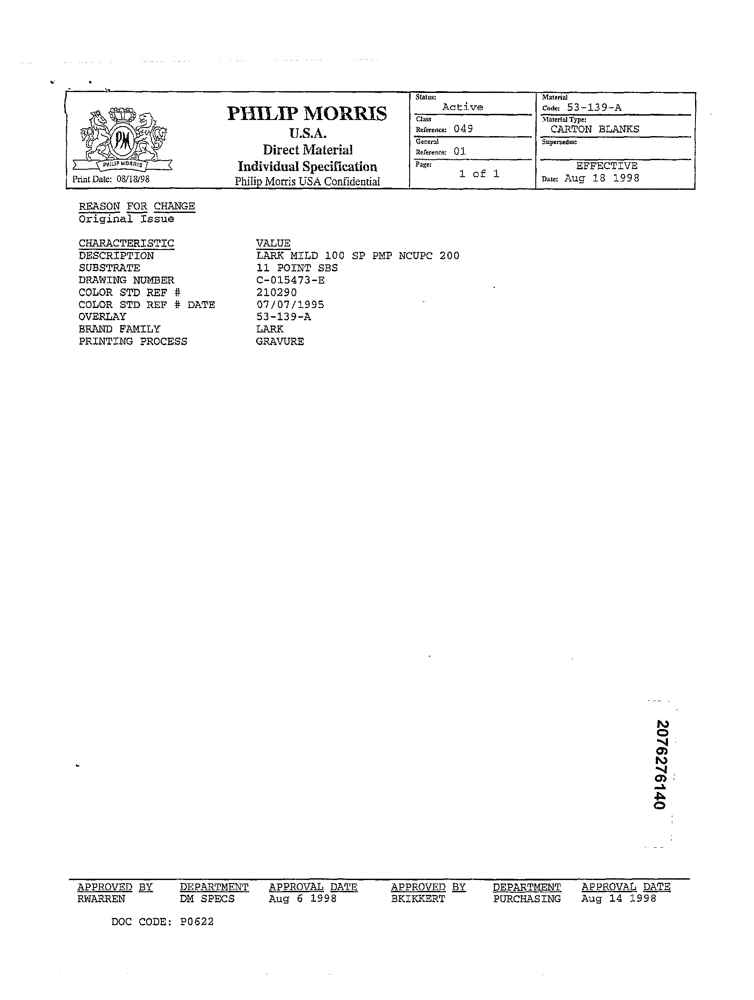 PM
PHILIP MORRIS
Print Date: 08/18/98
PHILIP MORRIS
U.S.A.
Direct Material
Individual Specification
Philip Morris USA Confidential
Status:
Active
Class
Reference: 049
General
Reference: 01
Page:
1 of 1
Material
Code: 53-139-A
Material Type:
CARTON BLANKS
Supersedes:
EFFECTIVE
Date: Aug 18 1998
REASON FOR CHANGE
Original Issue
CHARACTERISTIC VALUE
DESCRIPTION LARK MILD 100 SP PMP NCUPC 200
SUBSTRATE 11 POINT SBS
DRAWING NUMBER C-015473-E
COLOR STD REF # 210290
COLOR STD REF # DATE 07/07/1995
OVERLAY 53-139-A
BRAND FAMILY LARK
PRINTING PROCESS GRAVURE
2076276140
APPROVED BY DEPARTMENT APPROVAL DATE APPROVED BY DEPARTMENT APPROVAL DATE
RWARREN DM SPECS Aug 6 1998 BKIKKERT PURCHASING Aug 14 1998
DOC CODE: P0622